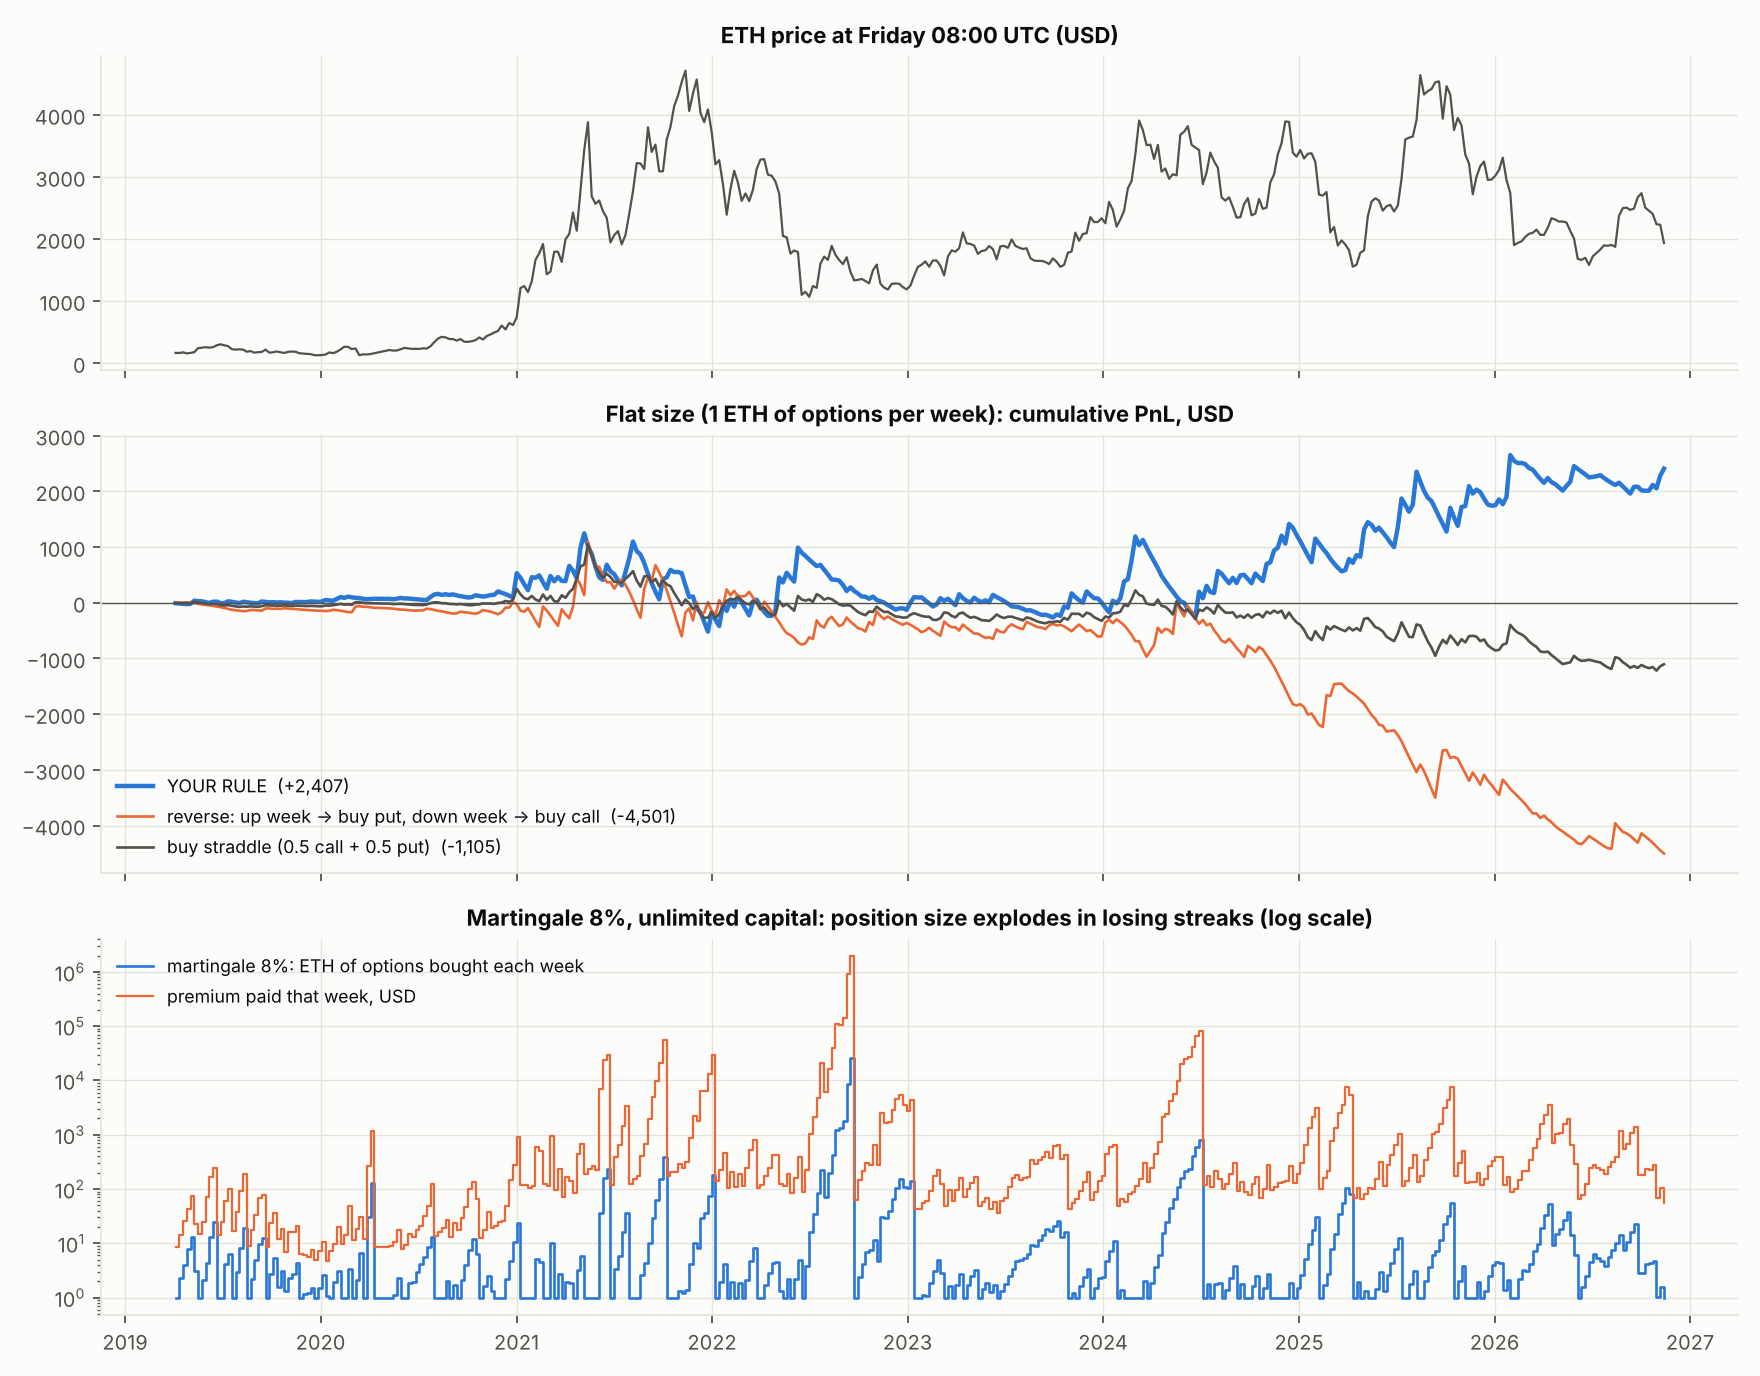 ETH price at Friday 08:00 UTC (USD)
4000
3000
2000
1000
0
Flat size (1 ETH of options per week): cumulative PnL, USD
3000
2000
1000
0
−1000
−2000
−3000
−4000
YOUR RULE (+2,407)
reverse: up week → buy put, down week → buy call (-4,501)
buy straddle (0.5 call + 0.5 put) (-1,105)
Martingale 8%, unlimited capital: position size explodes in losing streaks (log scale)
10⁶
10⁵
10⁴
10³
10²
10¹
10⁰
martingale 8%: ETH of options bought each week
premium paid that week, USD
2019 2020 2021 2022 2023 2024 2025 2026 2027